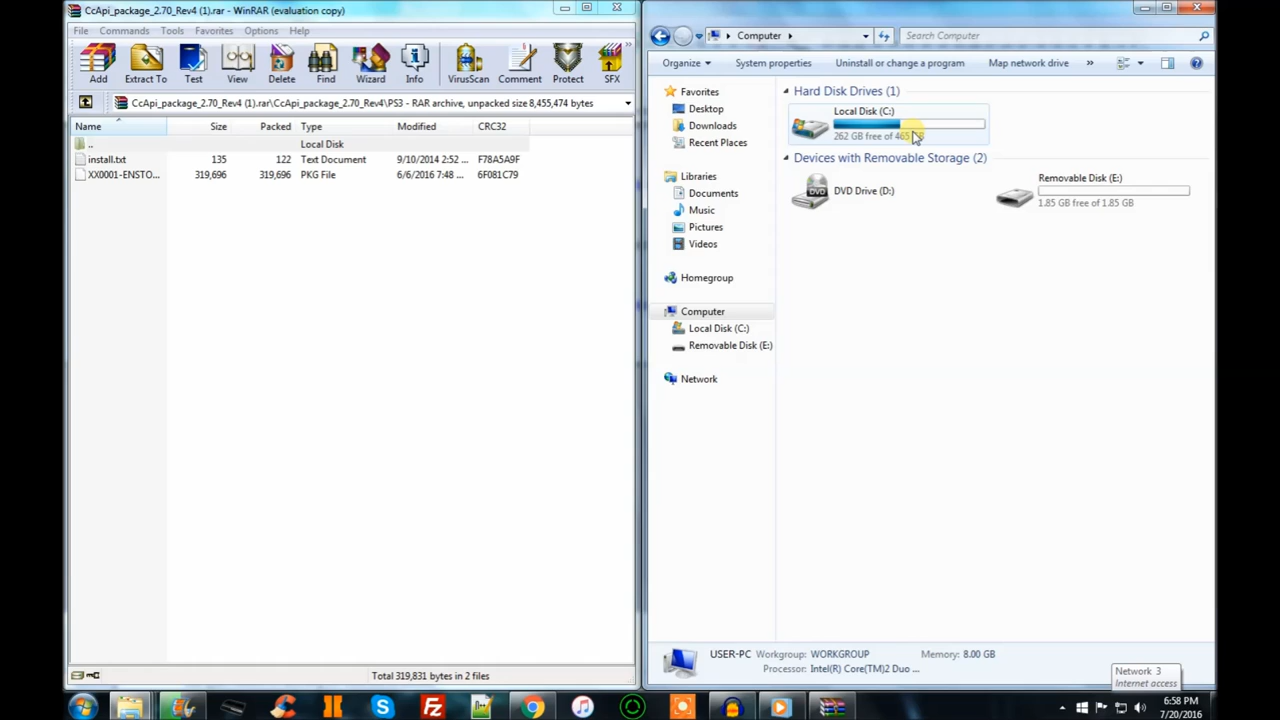 CcApi_package_2.70_Rev4 (1).rar - WinRAR (evaluation copy)
File Commands Tools Favorites Options Help
Add Extract To Test View Delete Find Wizard Info VirusScan Comment Protect SFX
CcApi_package_2.70_Rev4 (1).rar\CcApi_package_2.70_Rev4\PS3 - RAR archive, unpacked size 8,455,474 bytes
Name Size Packed Type Modified CRC32
.. Local Disk
install.txt 135 122 Text Document 9/10/2014 2:52 ... F78A5A9F
XX0001-ENSTO... 319,696 319,696 PKG File 6/6/2016 7:48 ... 6F081C79
Total 319,831 bytes in 2 files
Computer
Search Computer
Organize System properties Uninstall or change a program Map network drive »
Favorites
Desktop
Downloads
Recent Places
Libraries
Documents
Music
Pictures
Videos
Homegroup
Computer
Local Disk (C:)
Removable Disk (E:)
Network
Hard Disk Drives (1)
Local Disk (C:)
262 GB free of 465
Devices with Removable Storage (2)
DVD Drive (D:)
Removable Disk (E:)
1.85 GB free of 1.85 GB
USER-PC Workgroup: WORKGROUP Memory: 8.00 GB
Processor: Intel(R) Core(TM)2 Duo ...
Network 3
Internet access
6:58 PM
7/20/2016